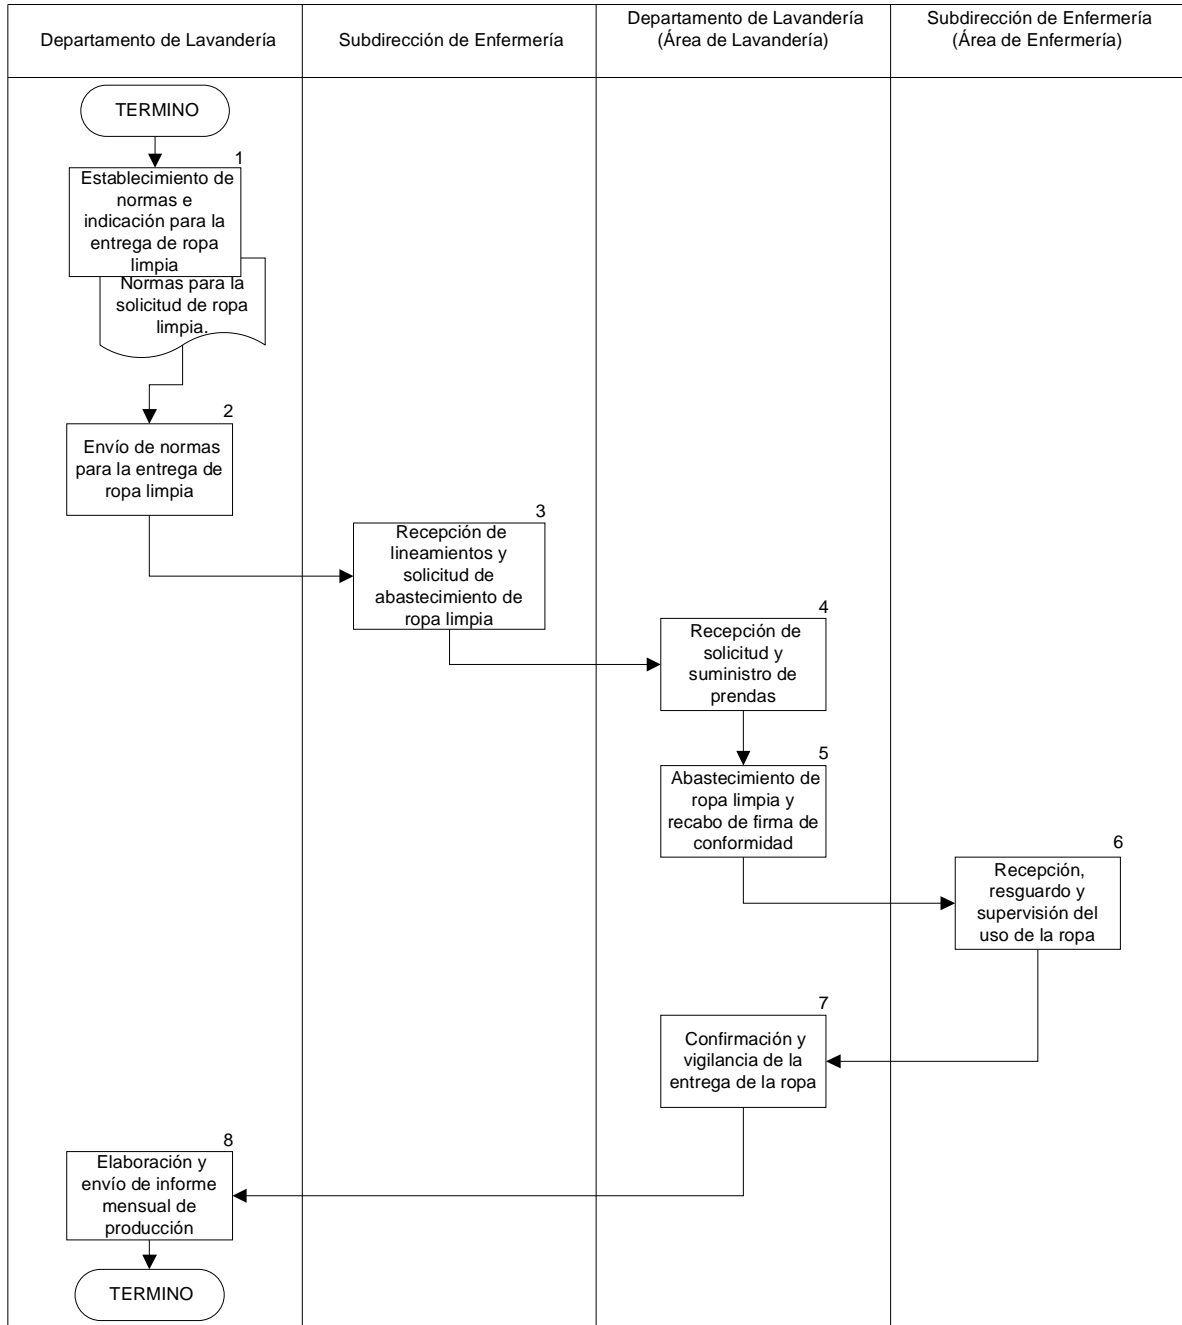 Departamento de Lavandería
Subdirección de Enfermería
Departamento de Lavandería
(Área de Lavandería)
Subdirección de Enfermería
(Área de Enfermería)
TERMINO
1
Establecimiento de
normas e
indicación para la
entrega de ropa
limpia
Normas para la
solicitud de ropa
limpia.
2
Envío de normas
para la entrega de
ropa limpia
3
Recepción de
lineamientos y
solicitud de
abastecimiento de
ropa limpia
4
Recepción de
solicitud y
suministro de
prendas
5
Abastecimiento de
ropa limpia y
recabo de firma de
conformidad
6
Recepción,
resguardo y
supervisión del
uso de la ropa
7
Confirmación y
vigilancia de la
entrega de la ropa
8
Elaboración y
envío de informe
mensual de
producción
TERMINO